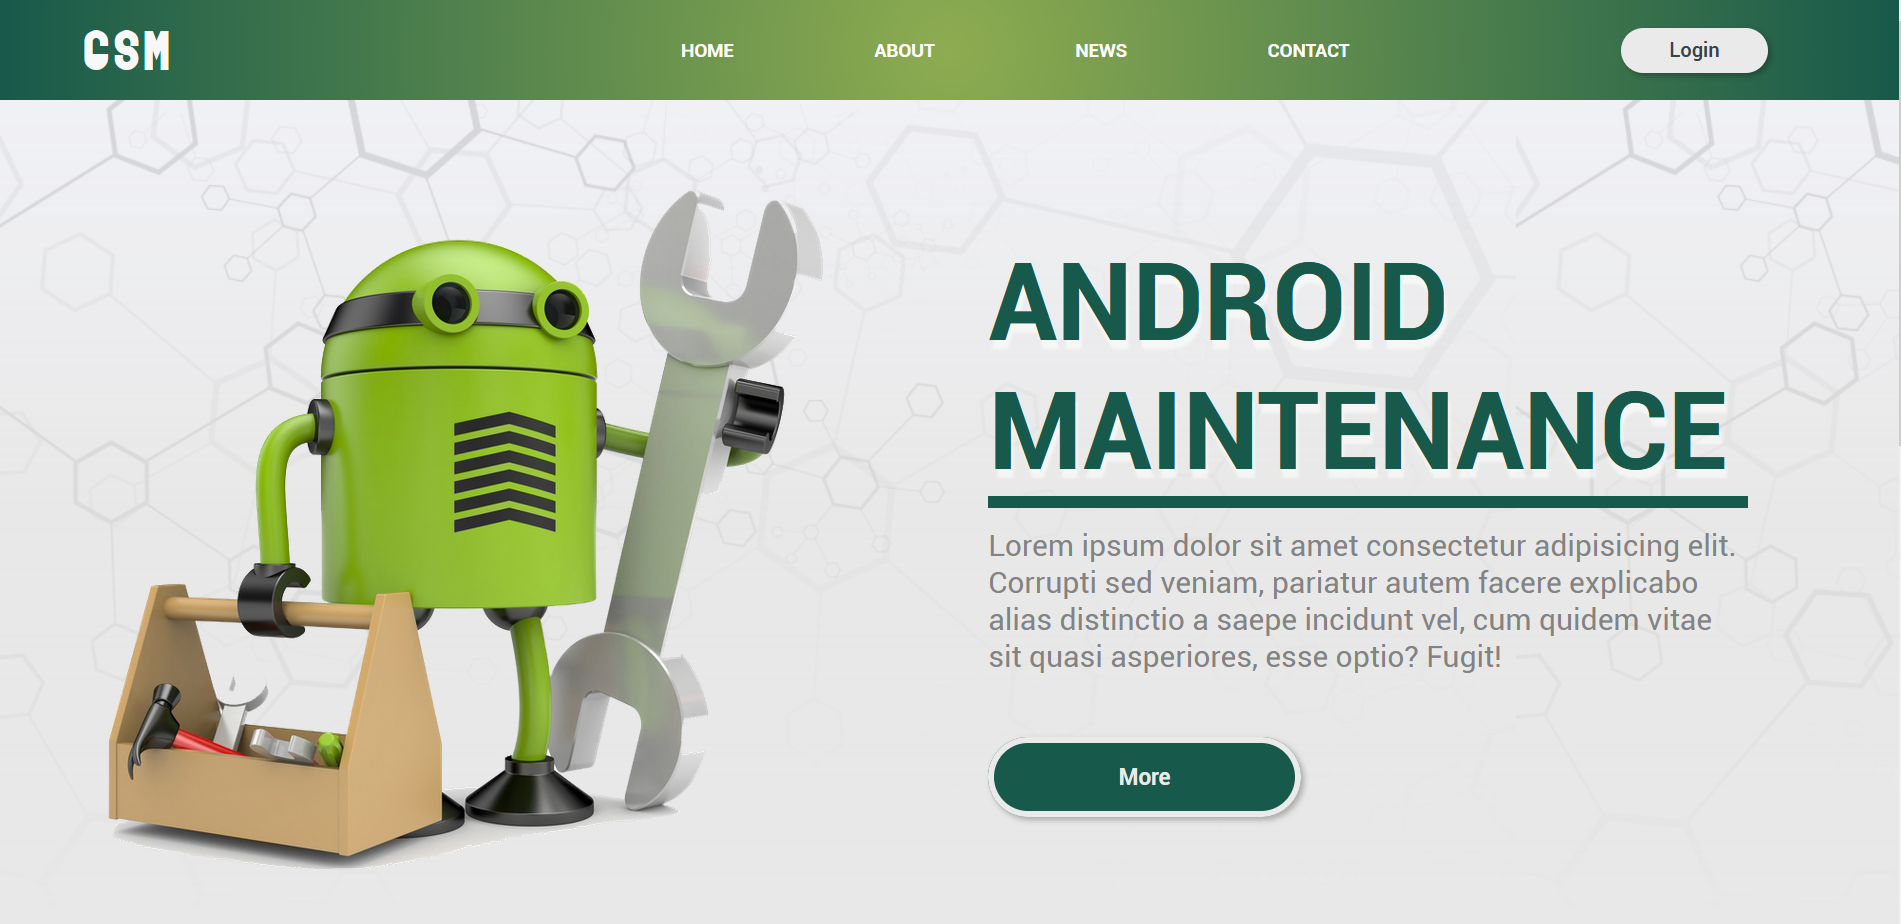 CSM
HOME
ABOUT
NEWS
CONTACT
Login
ANDROID
MAINTENANCE
Lorem ipsum dolor sit amet consectetur adipisicing elit.
Corrupti sed veniam, pariatur autem facere explicabo
alias distinctio a saepe incidunt vel, cum quidem vitae
sit quasi asperiores, esse optio? Fugit!
More